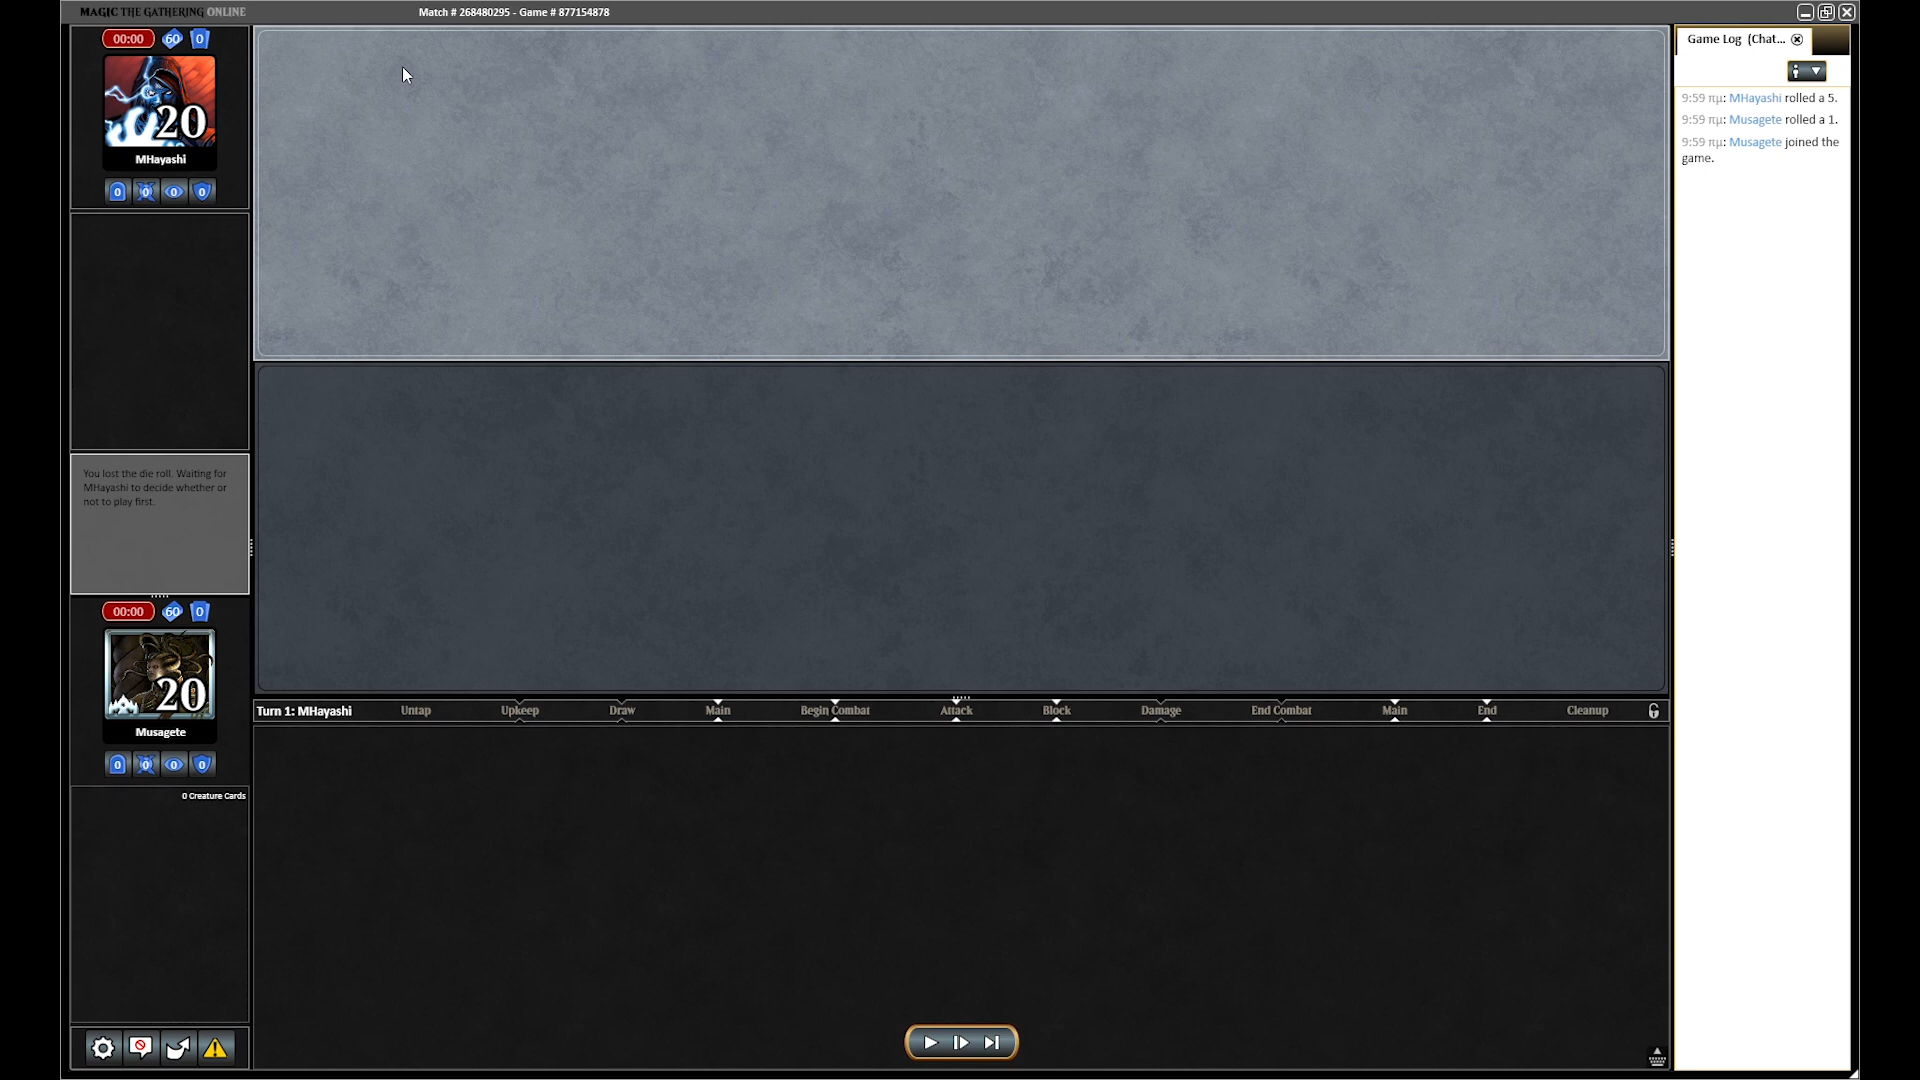 MAGIC THE GATHERING ONLINE
Match # 268480295 - Game # 877154878
00:00 60 0
20
MHayashi
0 0 0 0
You lost the die roll. Waiting for
MHayashi to decide whether or
not to play first.
00:00 60 0
20
Musagete
0 0 0 0
0 Creature Cards
Turn 1: MHayashi Untap Upkeep Draw Main Begin Combat Attack Block Damage End Combat Main End Cleanup
Game Log (Chat...
9:59 πμ: MHayashi rolled a 5.
9:59 πμ: Musagete rolled a 1.
9:59 πμ: Musagete joined the
game.